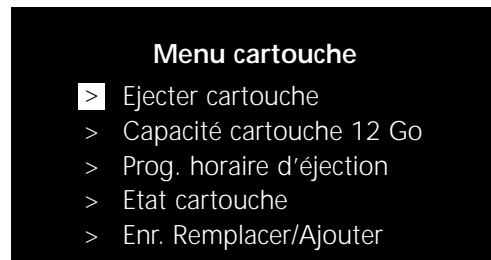 Menu cartouche
> Ejecter cartouche
> Capacité cartouche 12 Go
> Prog. horaire d'éjection
> Etat cartouche
> Enr. Remplacer/Ajouter